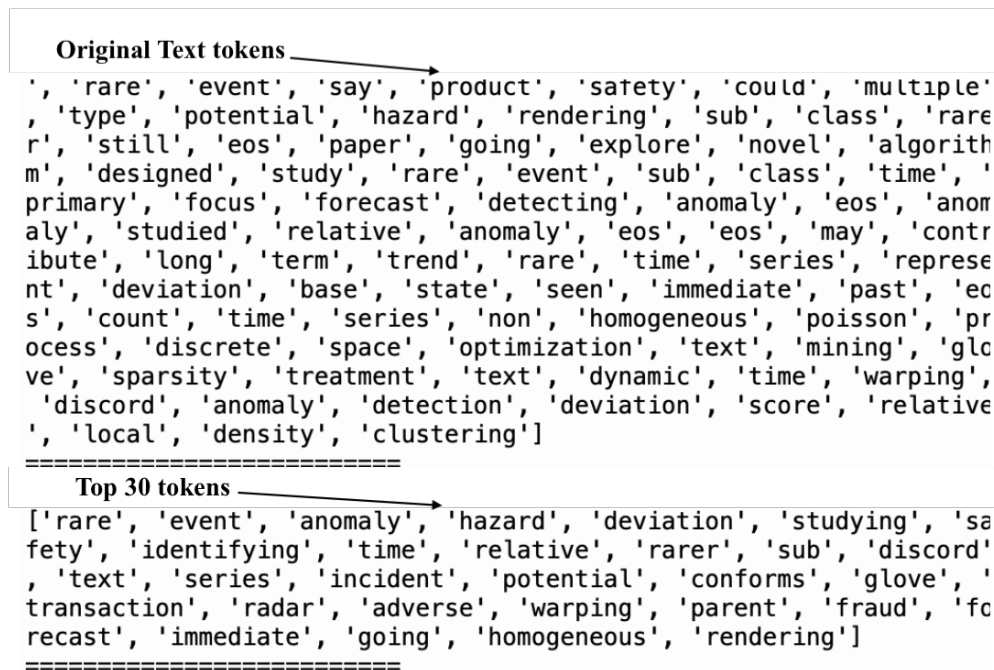 Original Text tokens
', 'rare', 'event', 'say', 'product', 'safety', 'could', 'multiple'
, 'type', 'potential', 'hazard', 'rendering', 'sub', 'class', 'rare
r', 'still', 'eos', 'paper', 'going', 'explore', 'novel', 'algorith
m', 'designed', 'study', 'rare', 'event', 'sub', 'class', 'time', '
primary', 'focus', 'forecast', 'detecting', 'anomaly', 'eos', 'anom
aly', 'studied', 'relative', 'anomaly', 'eos', 'eos', 'may', 'contr
ibute', 'long', 'term', 'trend', 'rare', 'time', 'series', 'represe
nt', 'deviation', 'base', 'state', 'seen', 'immediate', 'past', 'eo
s', 'count', 'time', 'series', 'non', 'homogeneous', 'poisson', 'pr
ocess', 'discrete', 'space', 'optimization', 'text', 'mining', 'glo
ve', 'sparsity', 'treatment', 'text', 'dynamic', 'time', 'warping',
'discord', 'anomaly', 'detection', 'deviation', 'score', 'relative
', 'local', 'density', 'clustering']
==========================
Top 30 tokens
['rare', 'event', 'anomaly', 'hazard', 'deviation', 'studying', 'sa
fety', 'identifying', 'time', 'relative', 'rarer', 'sub', 'discord'
, 'text', 'series', 'incident', 'potential', 'conforms', 'glove', '
transaction', 'radar', 'adverse', 'warping', 'parent', 'fraud', 'fo
recast', 'immediate', 'going', 'homogeneous', 'rendering']
==========================